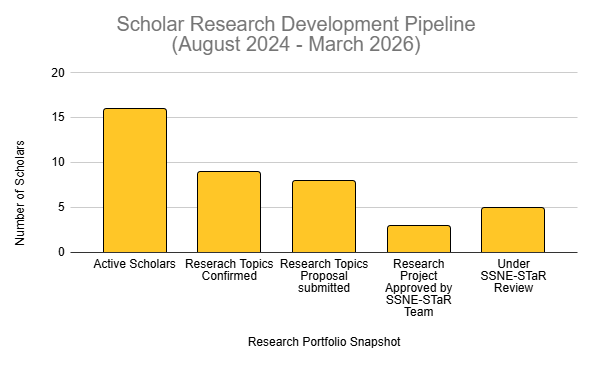 Scholar Research Development Pipeline
(August 2024 - March 2026)
20
15
10
5
0
Number of Scholars
Active Scholars
Reserach Topics
Confirmed
Research Topics
Proposal
submitted
Research
Project
Approved by
SSNE-STaR
Team
Under
SSNE-STaR
Review
Research Portfolio Snapshot